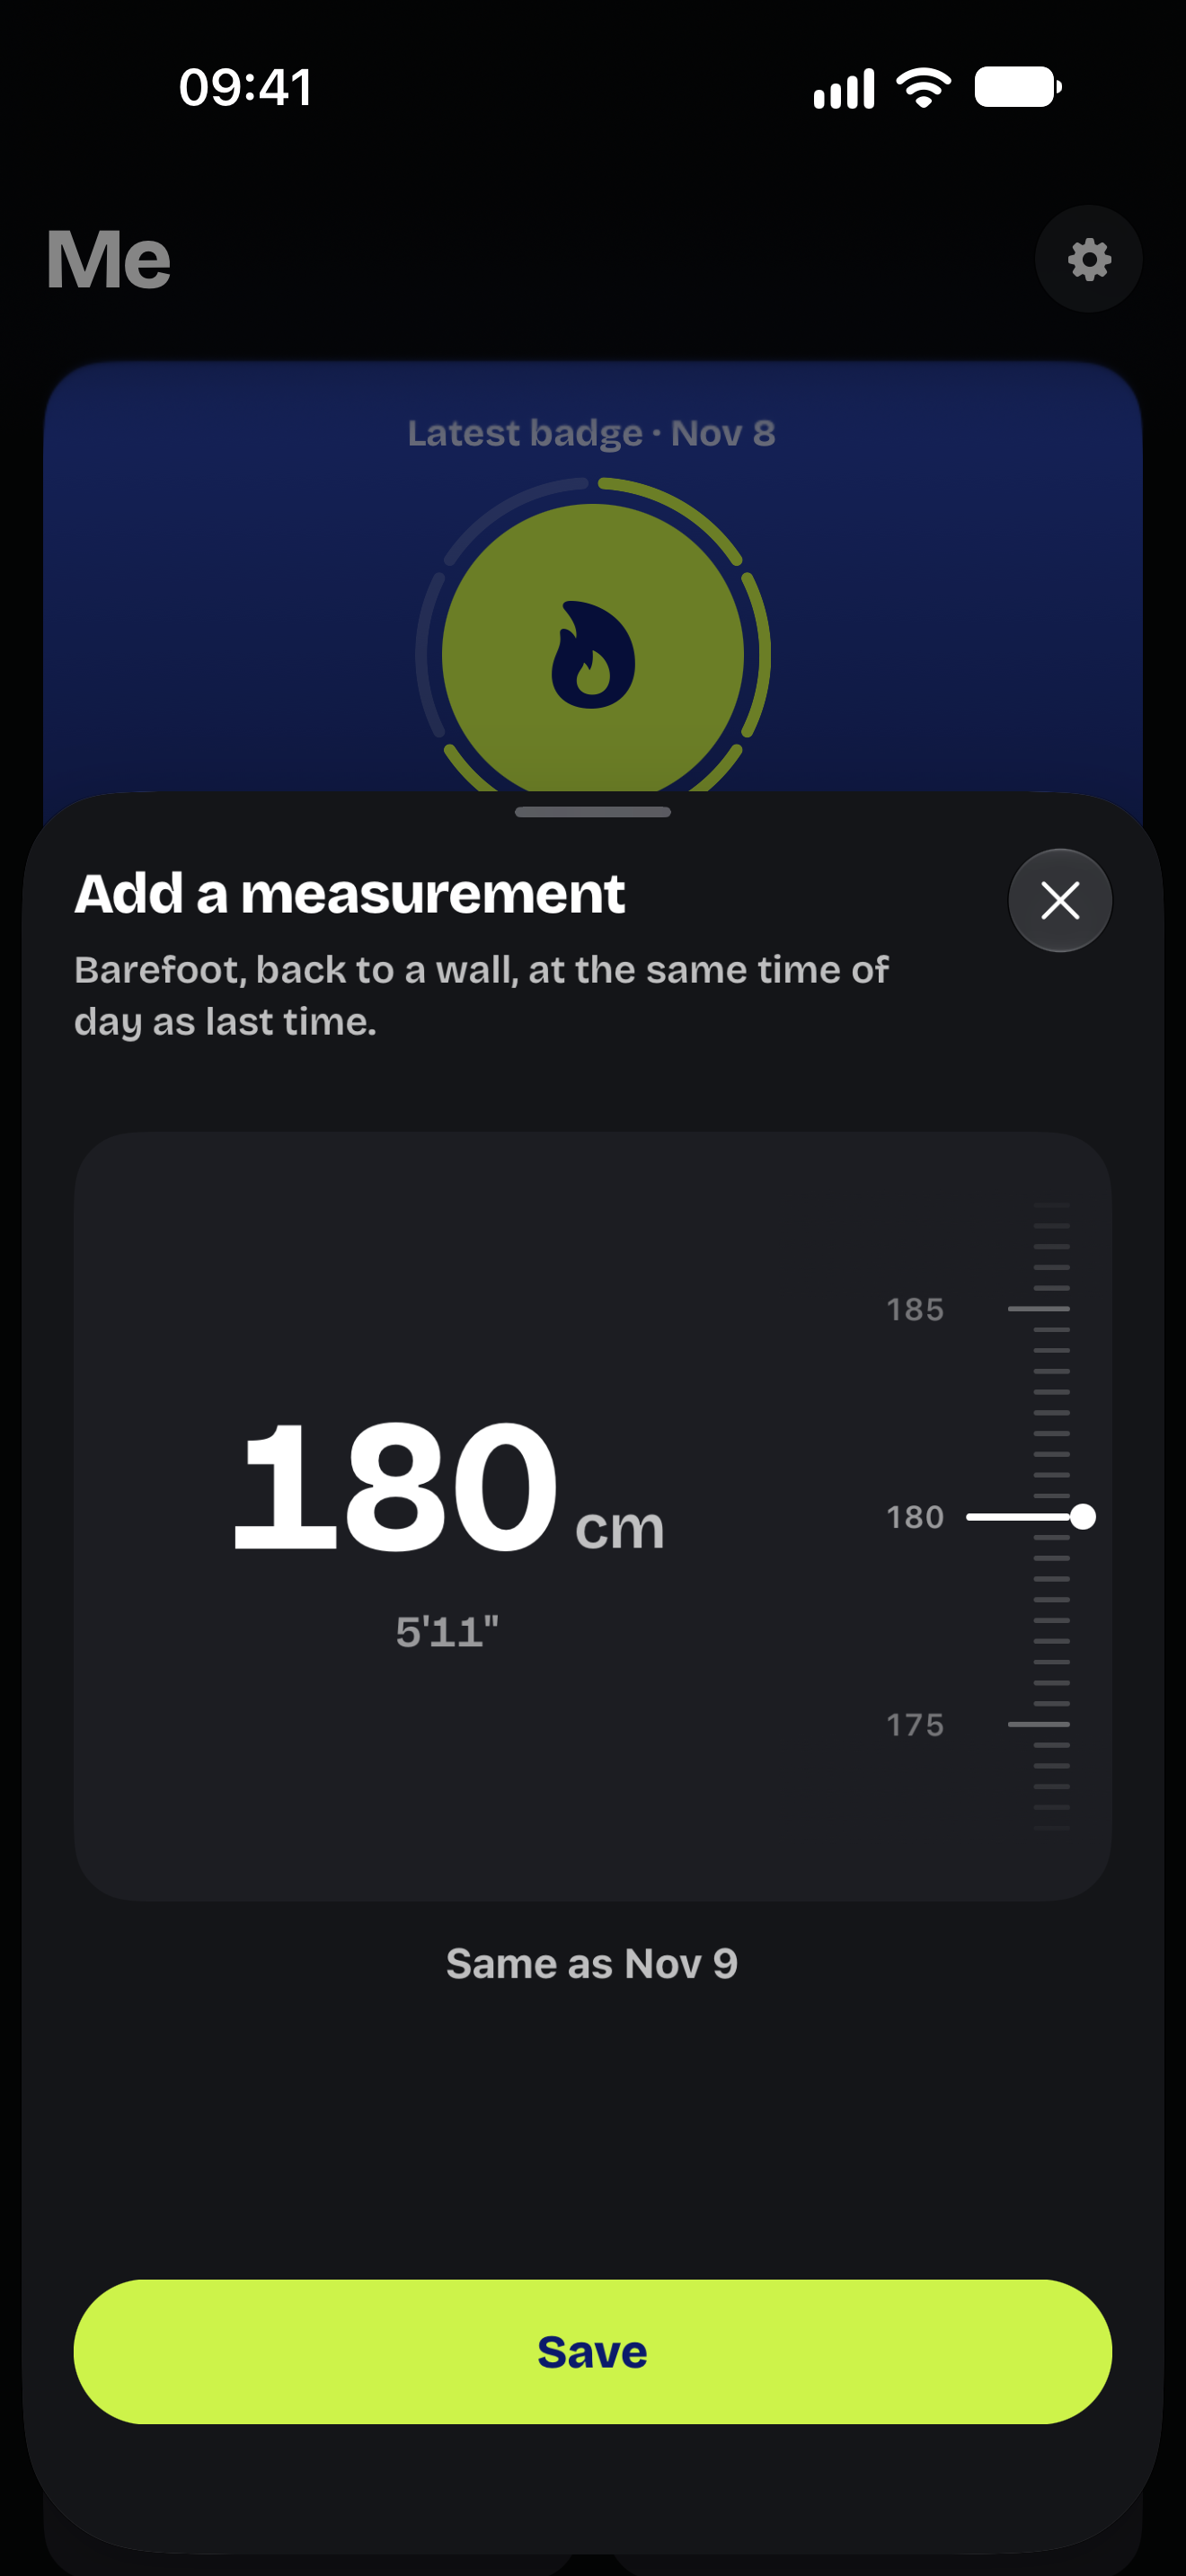 09:41
Me
Latest badge · Nov 8
Add a measurement
Barefoot, back to a wall, at the same time of
day as last time.
185
180 cm
180
5'11"
175
Same as Nov 9
Save